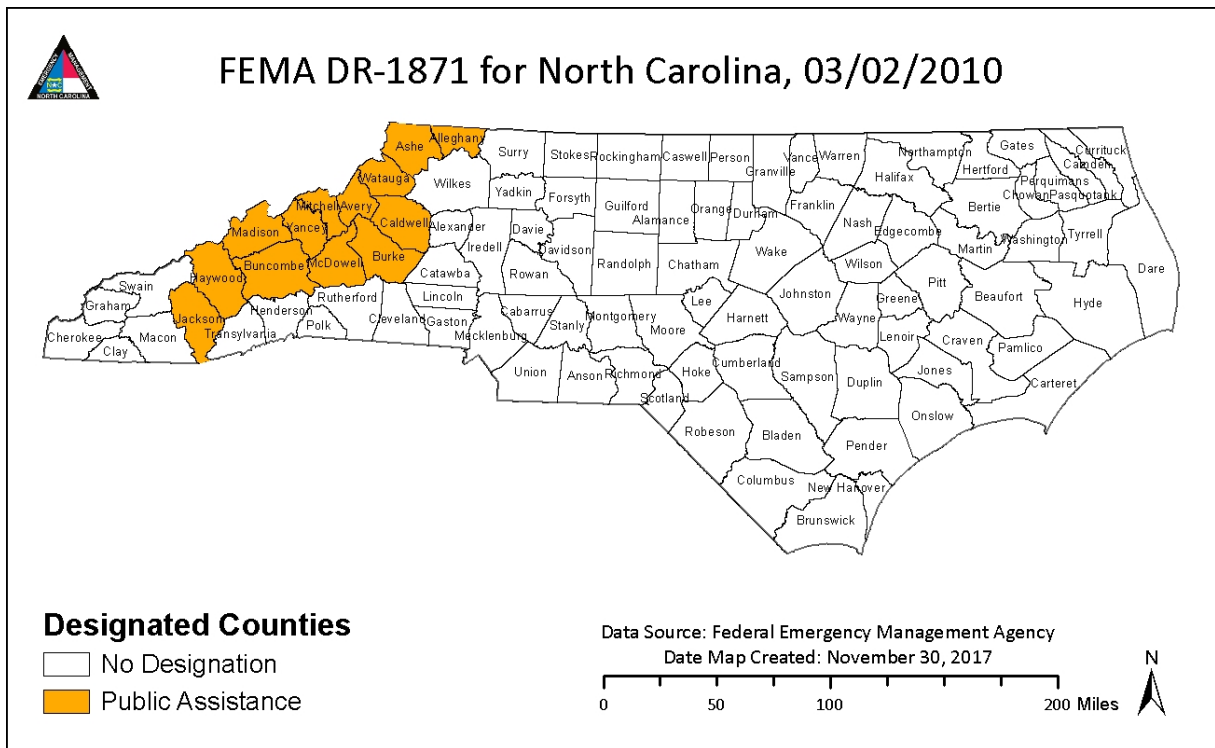 FEMA DR-1871 for North Carolina, 03/02/2010
EMERGENCY
MANAGEMENT
NORTH CAROLINA
Alleghany
Ashe
Surry
Stokes
Rockingham
Caswell
Person
Vance
Warren
Northampton
Gates
Currituck
Camden
Granville
Hertford
Halifax
Watauga
Wilkes
Yadkin
Forsyth
Perquimans
Chowan
Pasquotank
Mitchell
Avery
Guilford
Alamance
Orange
Durham
Franklin
Bertie
Caldwell
Yancey
Madison
Alexander
Davie
Nash
Edgecombe
Martin
Washington
Tyrrell
Iredell
Davidson
Wake
Dare
Burke
McDowell
Buncombe
Randolph
Chatham
Wilson
Haywood
Catawba
Rowan
Pitt
Swain
Rutherford
Lincoln
Lee
Johnston
Greene
Beaufort
Hyde
Graham
Henderson
Jackson
Cabarrus
Montgomery
Harnett
Wayne
Cherokee
Macon
Transylvania
Polk
Cleveland
Gaston
Mecklenburg
Stanly
Moore
Lenoir
Craven
Pamlico
Clay
Union
Anson
Richmond
Hoke
Cumberland
Sampson
Duplin
Jones
Carteret
Scotland
Onslow
Robeson
Bladen
Pender
Columbus
New Hanover
Brunswick
Designated Counties
No Designation
Public Assistance
Data Source: Federal Emergency Management Agency
Date Map Created: November 30, 2017
0 50 100 200 Miles
N